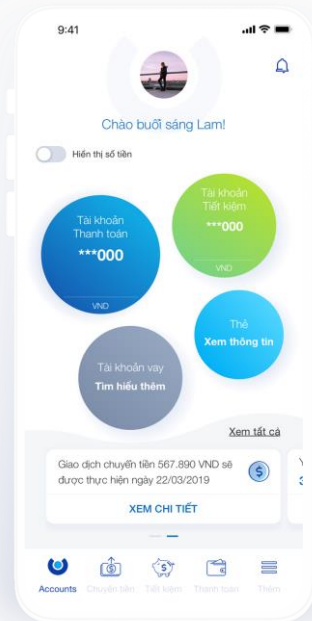 9:41
Chào buổi sáng Lam!
Hiển thị số tiền
Tài khoản
Tiết kiệm
***000
VND
Tài khoản
Thanh toán
***000
VND
Thẻ
Xem thông tin
Tài khoản vay
Tìm hiểu thêm
Xem tất cả
Giao dịch chuyển tiền 567.890 VND sẽ
được thực hiện ngày 22/03/2019
XEM CHI TIẾT
Accounts Chuyển tiền Tiết kiệm Thanh toán Thêm